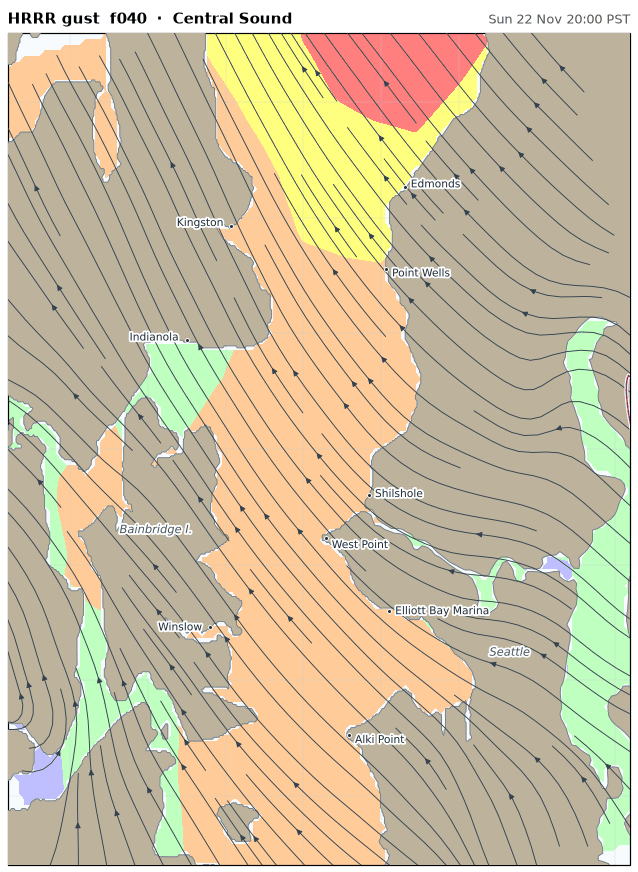 HRRR gust f040 · Central Sound
Sun 22 Nov 20:00 PST
Edmonds
Kingston
Point Wells
Indianola
Shilshole
Bainbridge I.
West Point
Elliott Bay Marina
Winslow
Seattle
Alki Point